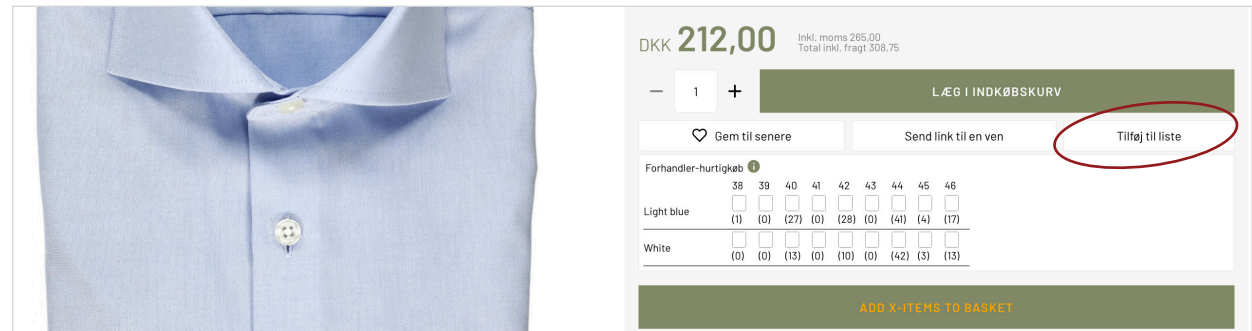 DKK 212,00
Inkl. moms 265,00
Total inkl. fragt 308,75
1
LÆG I INDKØBSKURV
Gem til senere
Send link til en ven
Tilføj til liste
Forhandler-hurtigkøb
38 39 40 41 42 43 44 45 46
Light blue
(1) (0) (27) (0) (28) (0) (41) (4) (17)
White
(0) (0) (13) (0) (10) (0) (42) (3) (13)
ADD X-ITEMS TO BASKET